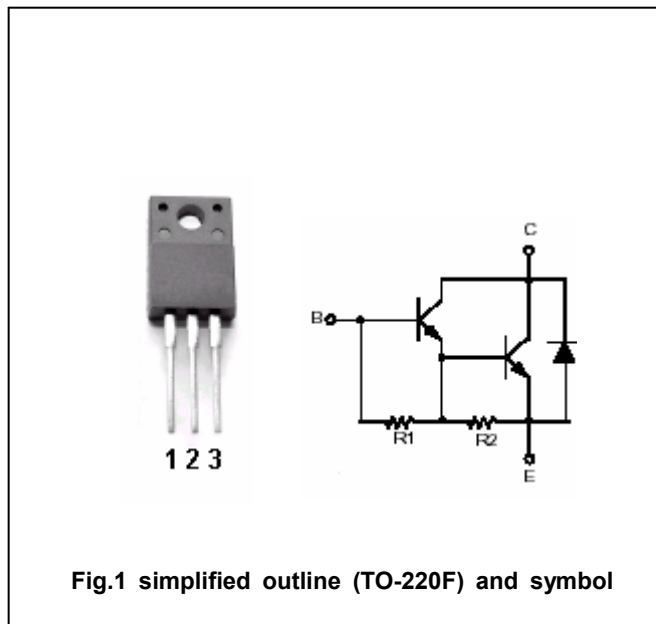 C
B
R1 R2
E
1 2 3
Fig.1 simplified outline (TO-220F) and symbol